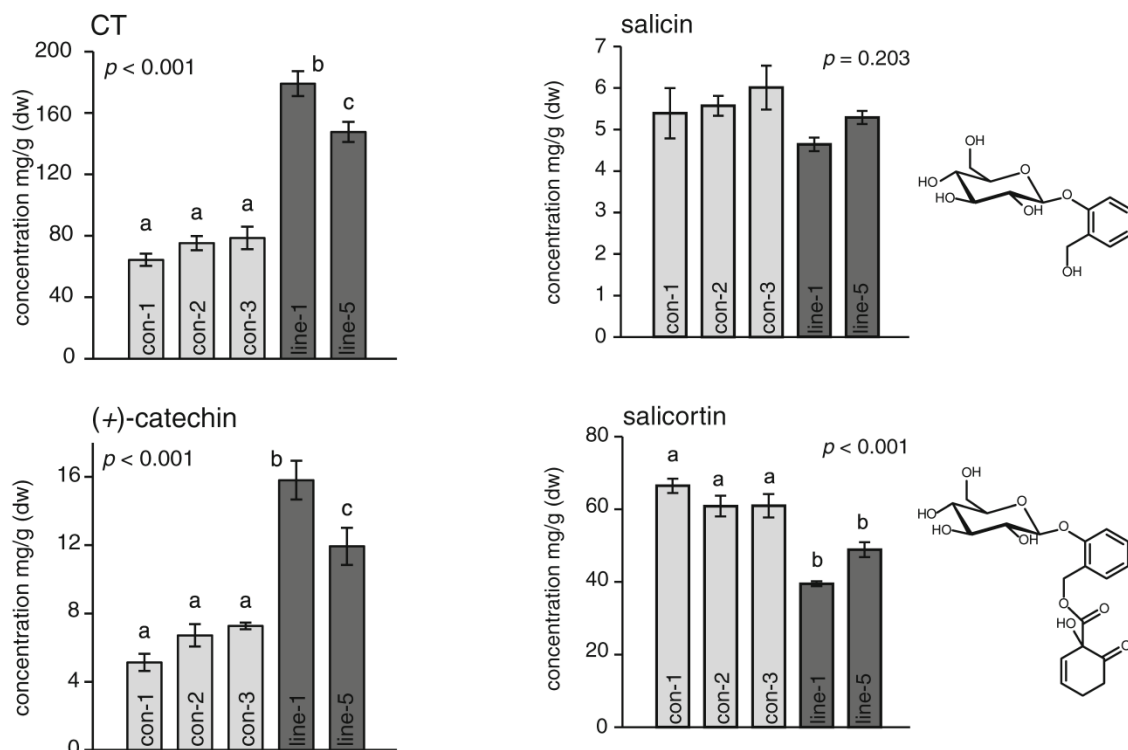 CT
concentration mg/g (dw)
200
160
120
80
40
0
p < 0.001
a
a
a
b
c
con-1
con-2
con-3
line-1
line-5
salicin
concentration mg/g (dw)
7
6
5
4
3
2
1
0
p = 0.203
con-1
con-2
con-3
line-1
line-5
OH
HO
HO
O
OH
O
OH
(+)-catechin
concentration mg/g (dw)
16
12
8
4
0
p < 0.001
a
a
a
b
c
con-1
con-2
con-3
line-1
line-5
salicortin
concentration mg/g (dw)
80
60
40
20
0
p < 0.001
a
a
a
b
b
con-1
con-2
con-3
line-1
line-5
OH
HO
HO
O
OH
O
O
O
HO
O